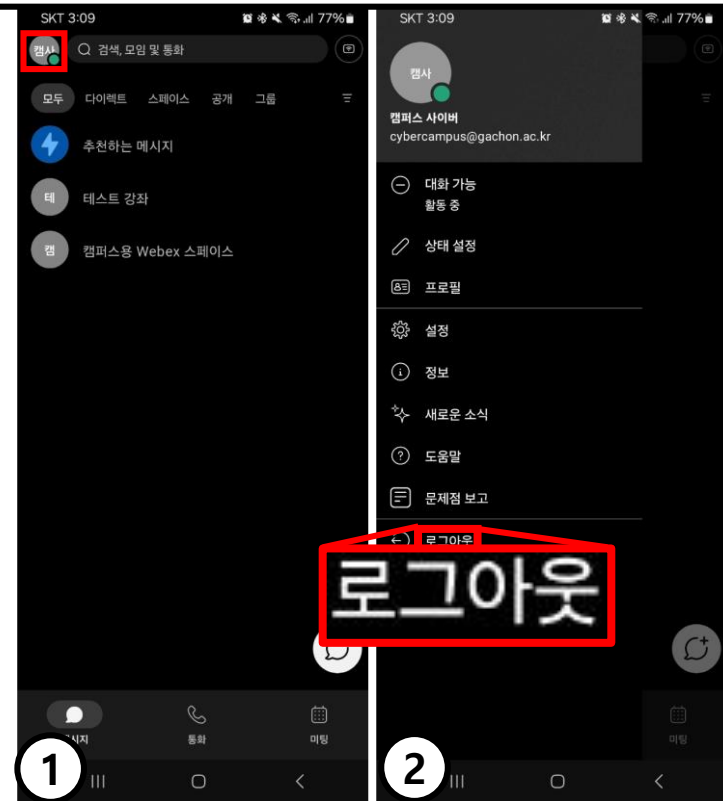 SKT 3:09
77%
캠사
검색, 모임 및 통화
모두 다이렉트 스페이스 공개 그룹
추천하는 메시지
테 테스트 강좌
캠 캠퍼스용 Webex 스페이스
통화
미팅
1
SKT 3:09
77%
캠사
캠퍼스 사이버
cybercampus@gachon.ac.kr
대화 가능
활동 중
상태 설정
프로필
설정
정보
새로운 소식
도움말
문제점 보고
로그아웃
로그아웃
미팅
2